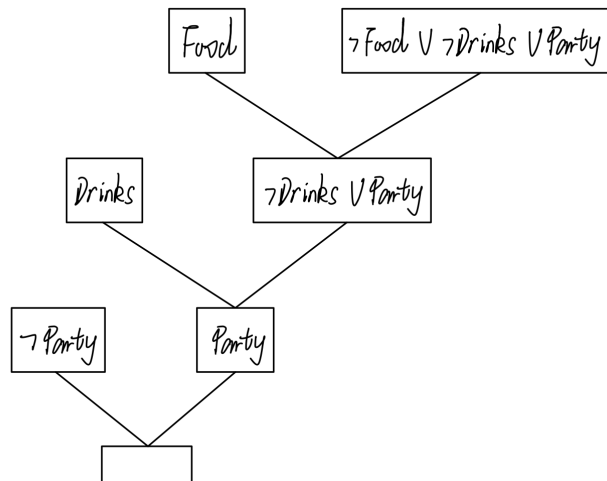 Food
¬Food ∨ ¬Drinks ∨ Party
Drinks
¬Drinks ∨ Party
¬Party
Party